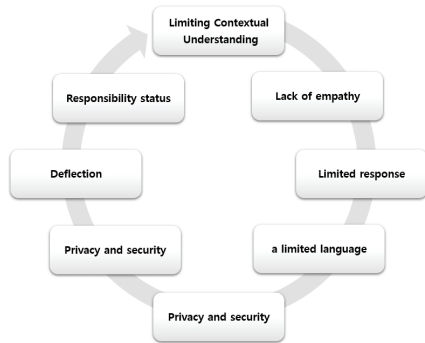 Limiting Contextual
Understanding
Lack of empathy
Limited response
a limited language
Privacy and security
Privacy and security
Deflection
Responsibility status